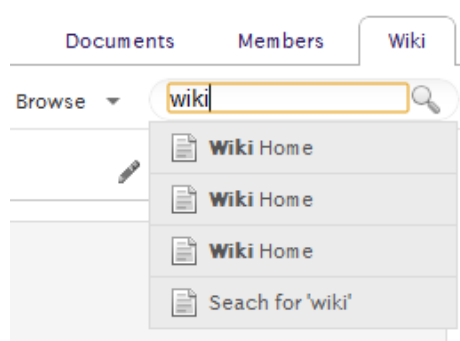 Documents Members Wiki
Browse wiki
Wiki Home
Wiki Home
Wiki Home
Seach for 'wiki'